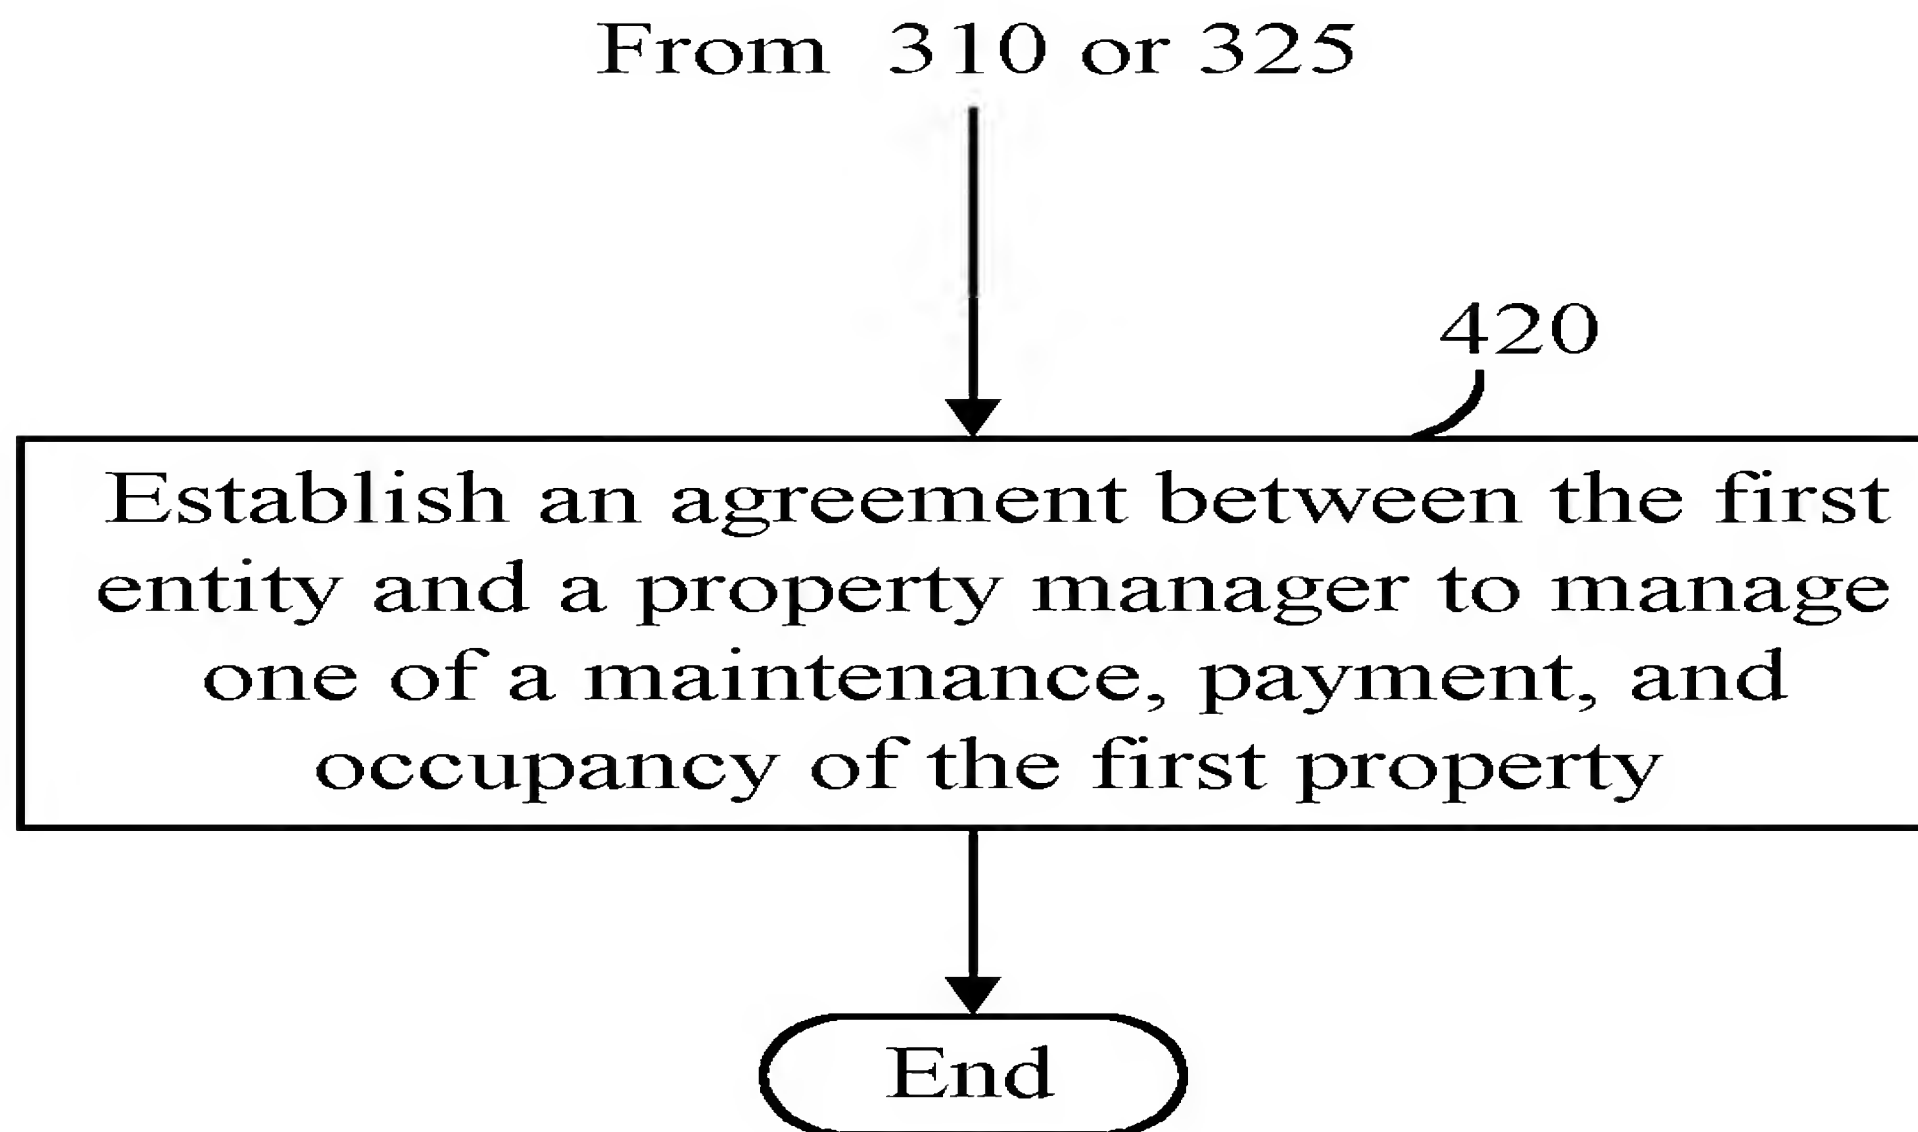 From 310 or 325
420
Establish an agreement between the first
entity and a property manager to manage
one of a maintenance, payment, and
occupancy of the first property
End